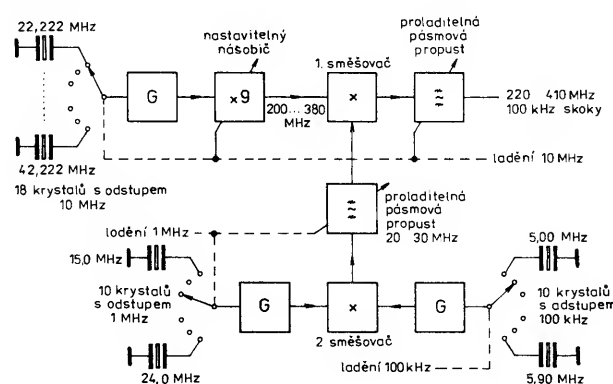 22,222 MHz
42,222 MHz
18 krystalů s odstupem
10 MHz
G
nastavitelný
násobič
×9
200...380
MHz
1. směšovač
×
proladitelná
pásmová
propust
220 410 MHz
100 kHz skoky
ladění 10 MHz
proladitelná
pásmová
propust
20 30 MHz
lodění 1 MHz
15,0 MHz
10 krystalů
s odstupem
1 MHz
24,0 MHz
G
×
2 směšovač
G
5,00 MHz
10 krystalů
s adstupem
100 kHz
5,90 MHz
ladění 100 kHz